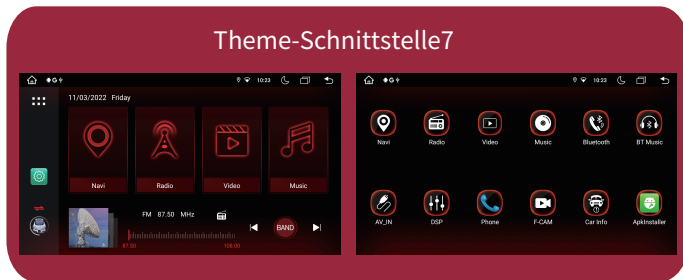 Theme-Schnittstelle7
G 10:23
11/03/2022 Friday
Navi Radio Video Music
FM 87.50 MHz
BAND
87.50 108.00
G 10:23
Navi Radio Video Music Bluetooth BT Music
AV_IN DSP Phone F-CAM Car Info ApkInstaller